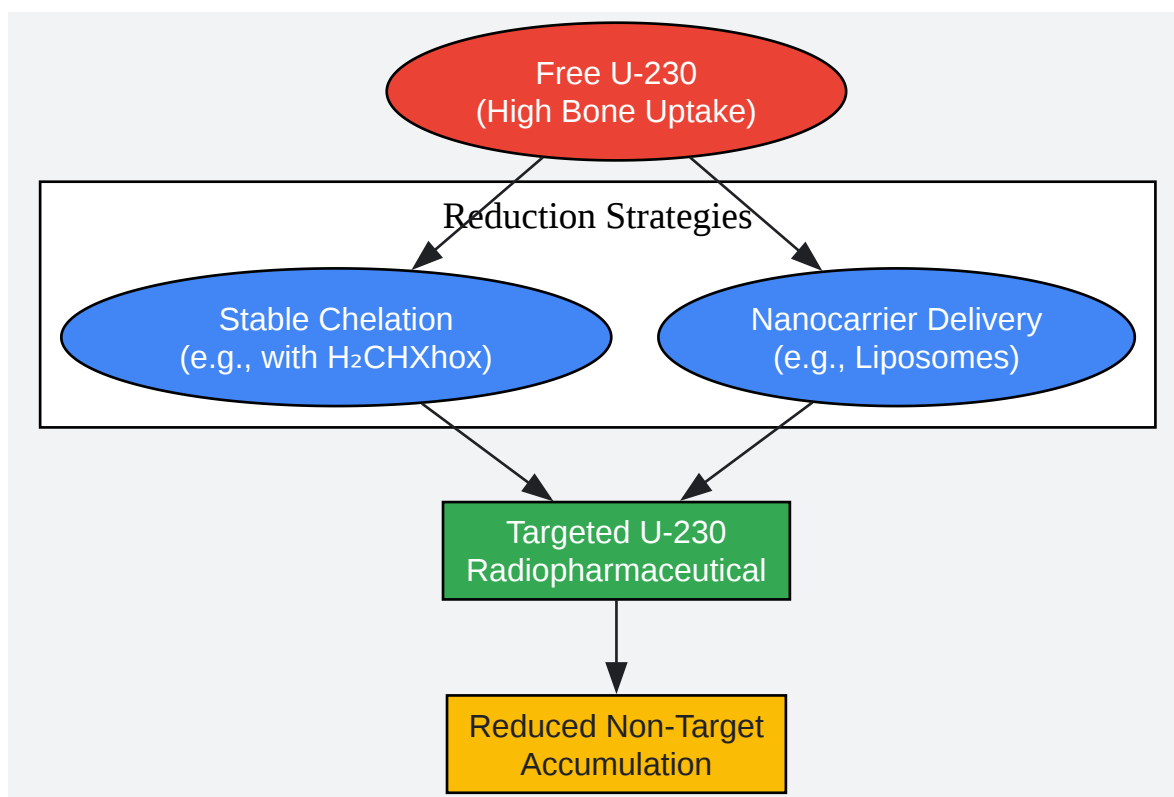 Free U-230
(High Bone Uptake)
Reduction Strategies
Stable Chelation
(e.g., with H₂CHXhox)
Nanocarrier Delivery
(e.g., Liposomes)
Targeted U-230
Radiopharmaceutical
Reduced Non-Target
Accumulation